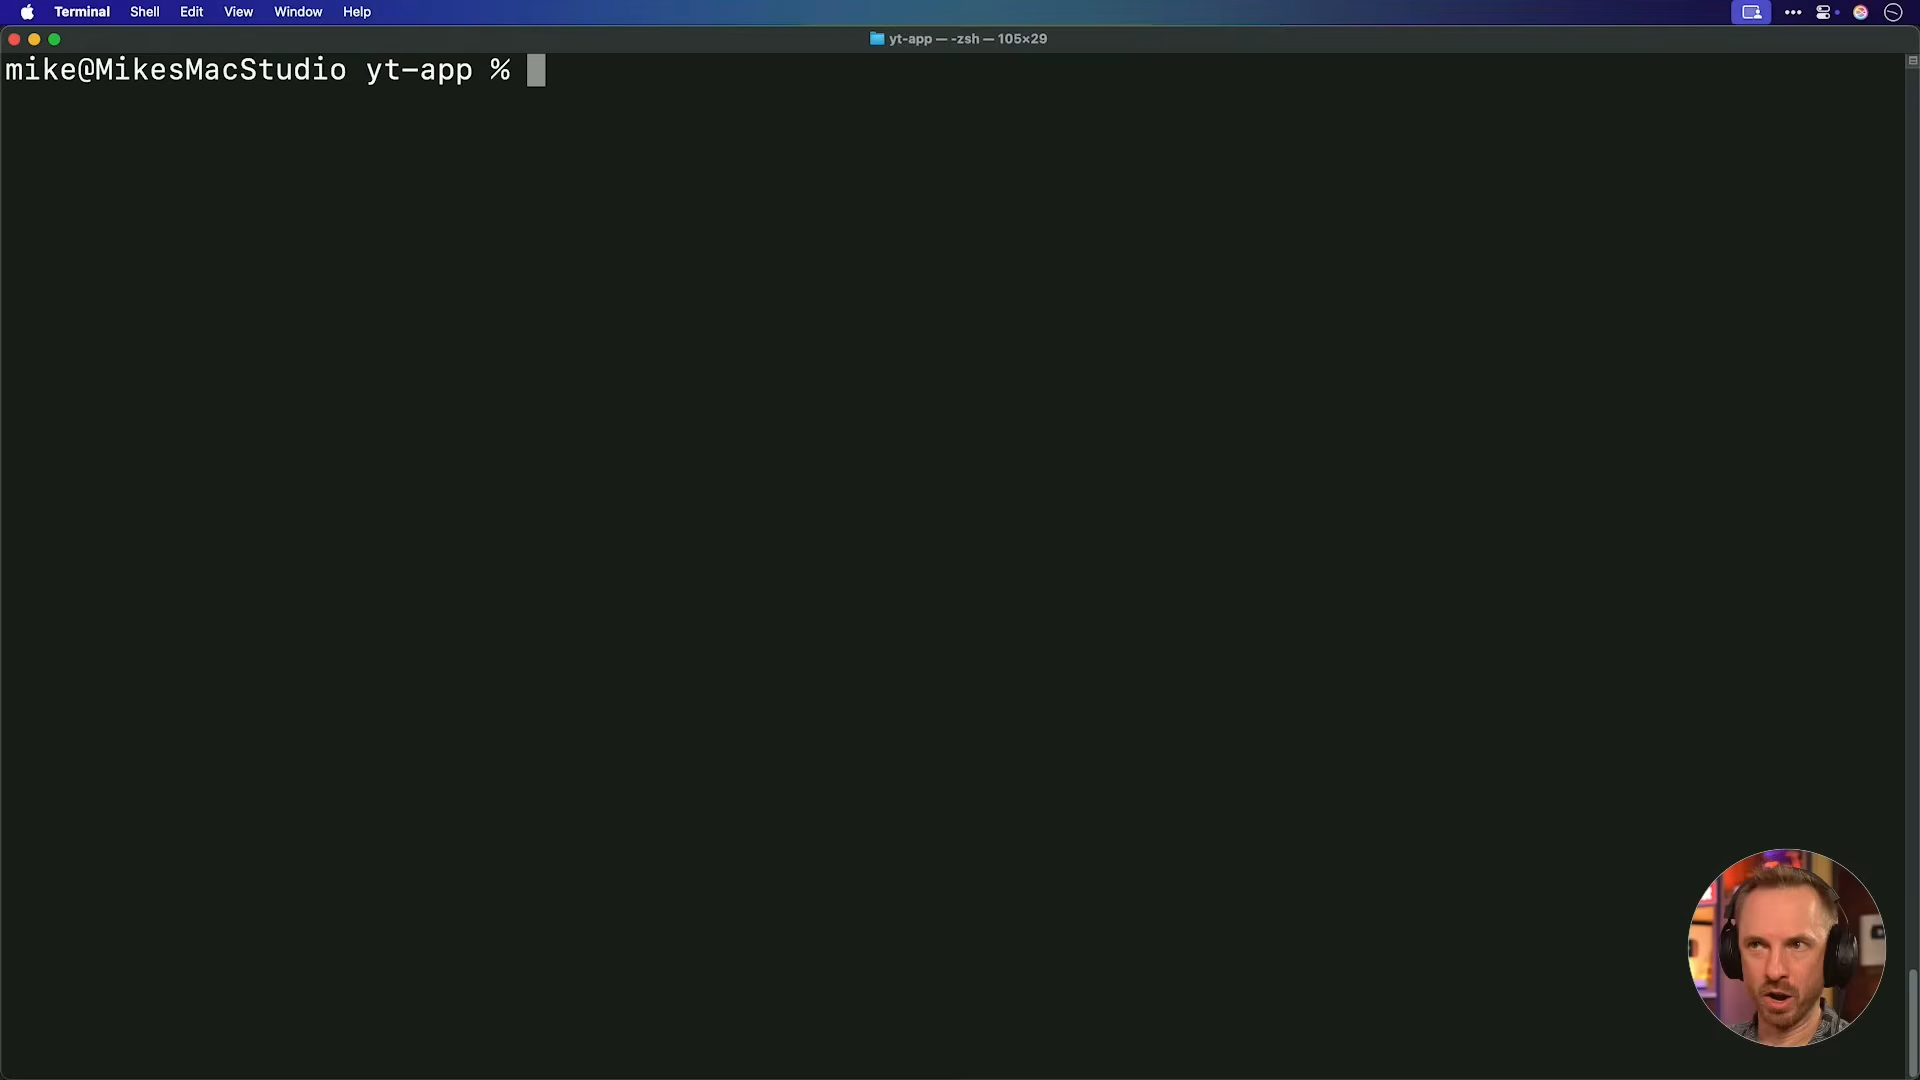 Terminal Shell Edit View Window Help
yt-app — -zsh — 105×29
mike@MikesMacStudio yt-app %